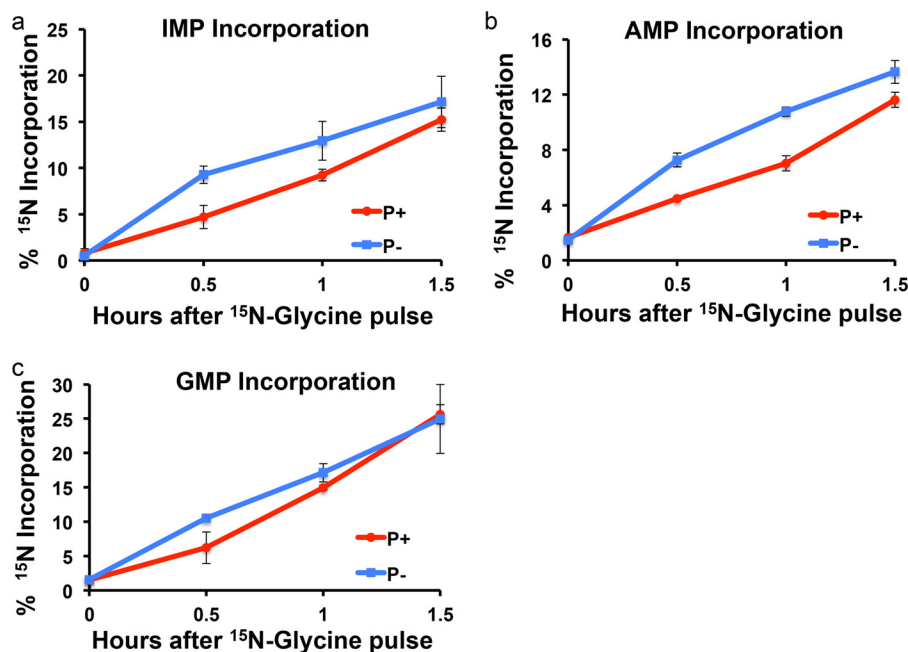 a
IMP Incorporation
% ¹⁵N Incorporation
25
20
15
10
5
0
P+
P-
0 0.5 1 1.5
Hours after ¹⁵N-Glycine pulse
b
AMP Incorporation
% ¹⁵N Incorporation
16
12
8
4
0
P+
P-
0 0.5 1 1.5
Hours after ¹⁵N-Glycine pulse
c
GMP Incorporation
% ¹⁵N Incorporation
30
25
20
15
10
5
0
P+
P-
0 0.5 1 1.5
Hours after ¹⁵N-Glycine pulse